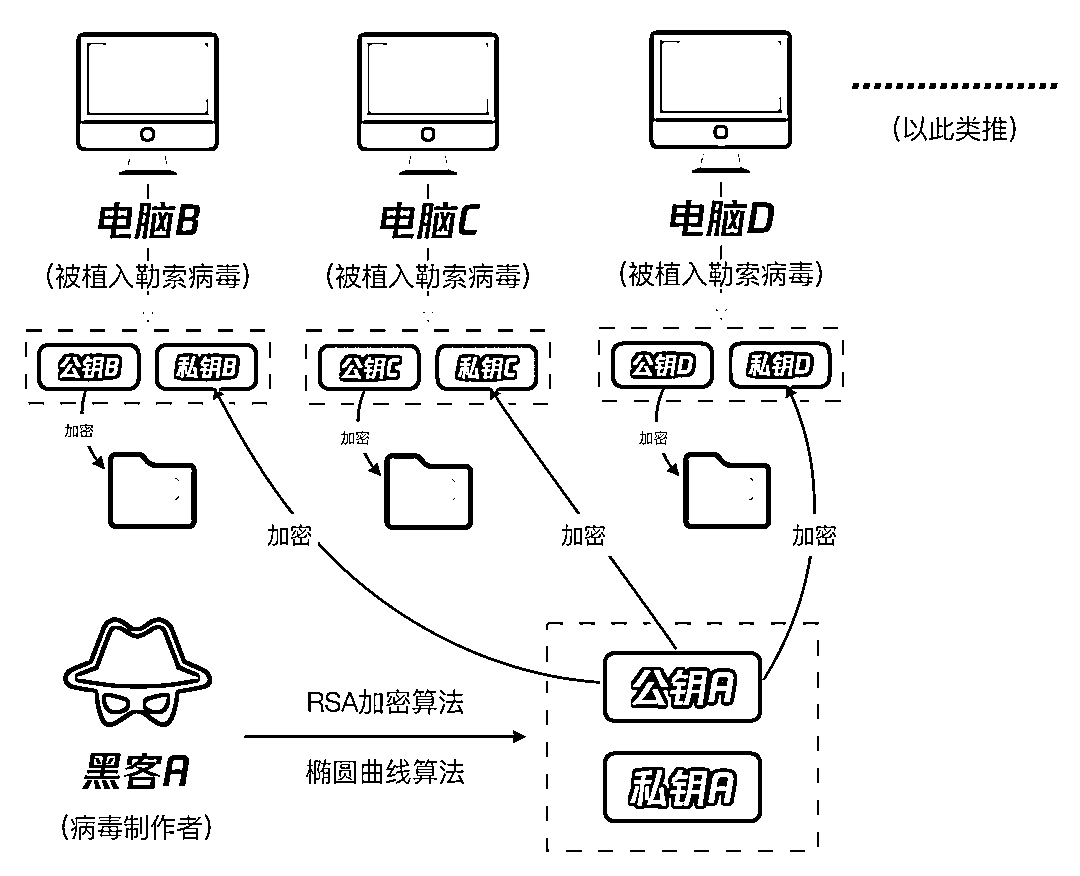 (以此类推)
电脑B
电脑C
电脑D
(被植入勒索病毒)
(被植入勒索病毒)
(被植入勒索病毒)
公钥B
私钥B
公钥C
私钥C
公钥D
私钥D
加密
加密
加密
加密
加密
加密
公钥A
私钥A
RSA加密算法
椭圆曲线算法
黑客A
(病毒制作者)